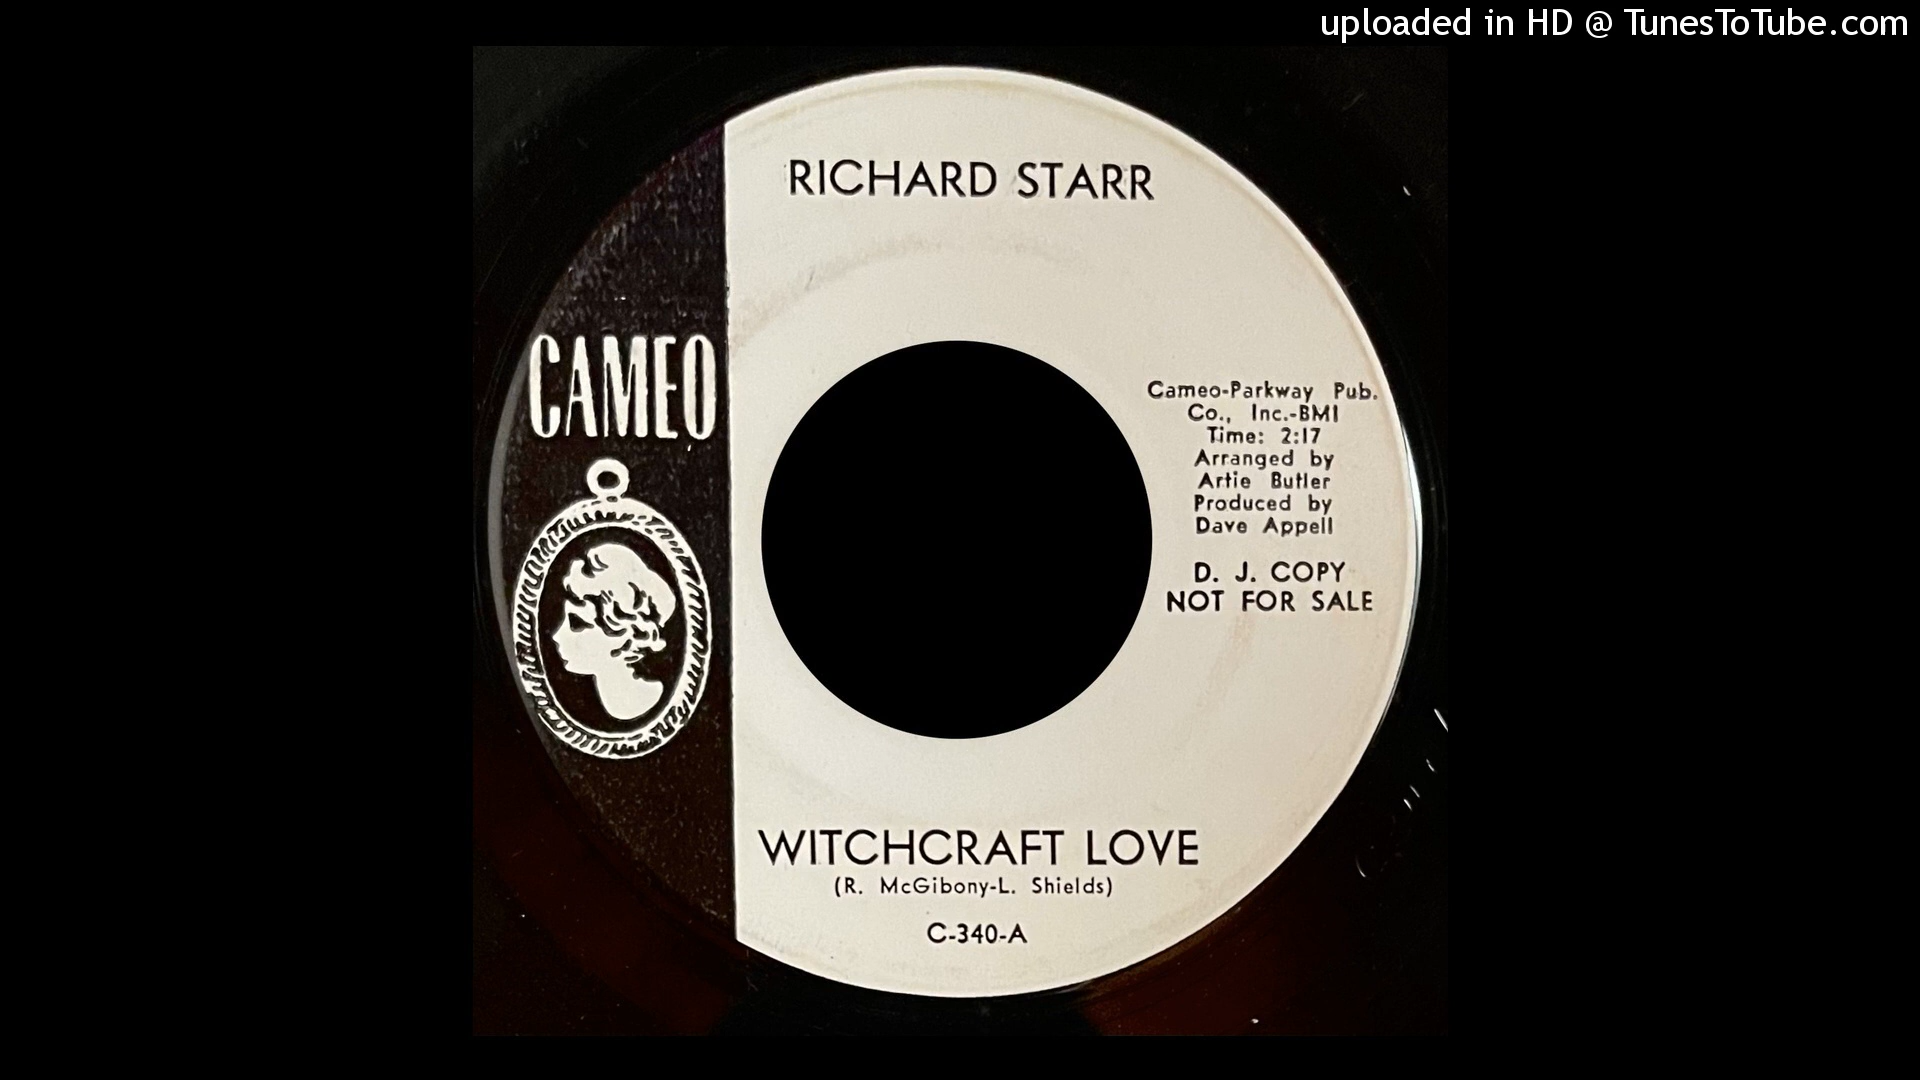 uploaded in HD @ TunesToTube.com
RICHARD STARR
CAMEO
Cameo-Parkway Pub.
Co., Inc.-BMI
Time: 2:17
Arranged by
Artie Butler
Produced by
Dave Appell
D. J. COPY
NOT FOR SALE
WITCHCRAFT LOVE
(R. McGibony-L. Shields)
C-340-A